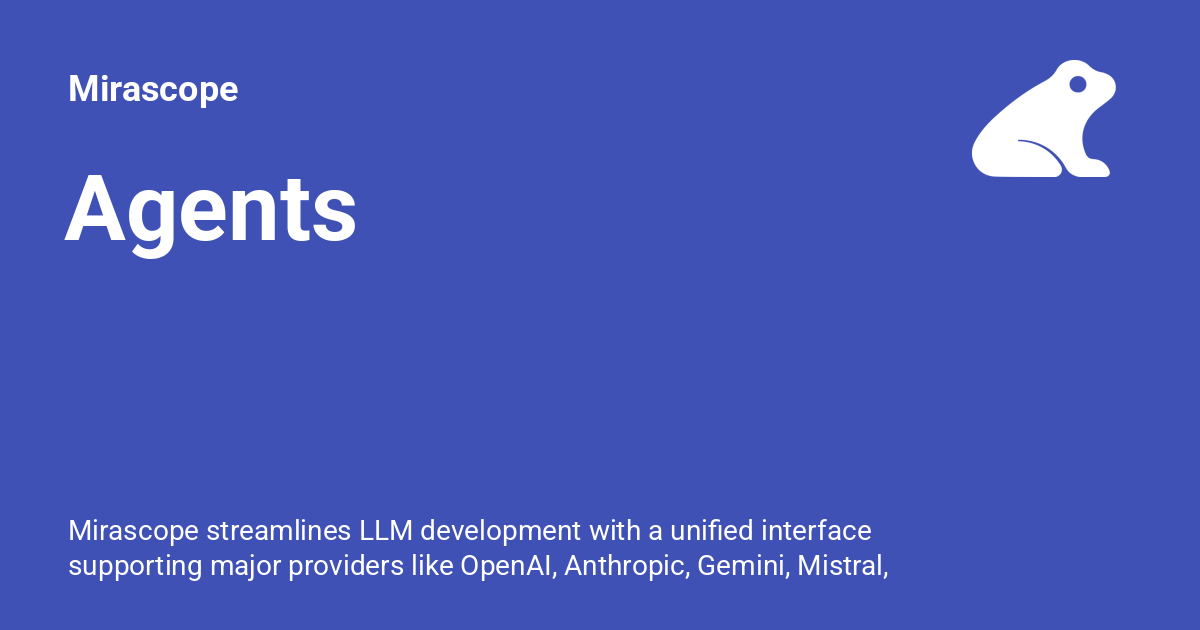 Mirascope
Agents
Mirascope streamlines LLM development with a unified interface
supporting major providers like OpenAI, Anthropic, Gemini, Mistral,